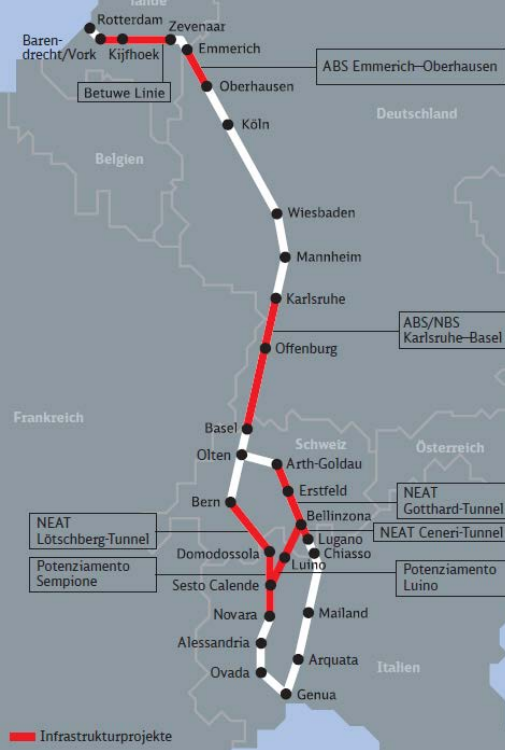 lande
Rotterdam
Zevenaar
Baren-
drecht/Vork
Kijfhoek
Emmerich
ABS Emmerich–Oberhausen
Betuwe Linie
Oberhausen
Deutschland
Köln
Belgien
Wiesbaden
Mannheim
Karlsruhe
ABS/NBS
Karlsruhe–Basel
Offenburg
Frankreich
Basel
Schweiz
Österreich
Olten
Arth-Goldau
Erstfeld
NEAT
Gotthard-Tunnel
Bern
Bellinzona
NEAT
Lötschberg-Tunnel
NEAT Ceneri-Tunnel
Lugano
Domodossola
Chiasso
Potenziamento
Sempione
Luino
Potenziamento
Luino
Sesto Calende
Novara
Mailand
Alessandria
Arquata
Ovada
Italien
Genua
Infrastrukturprojekte